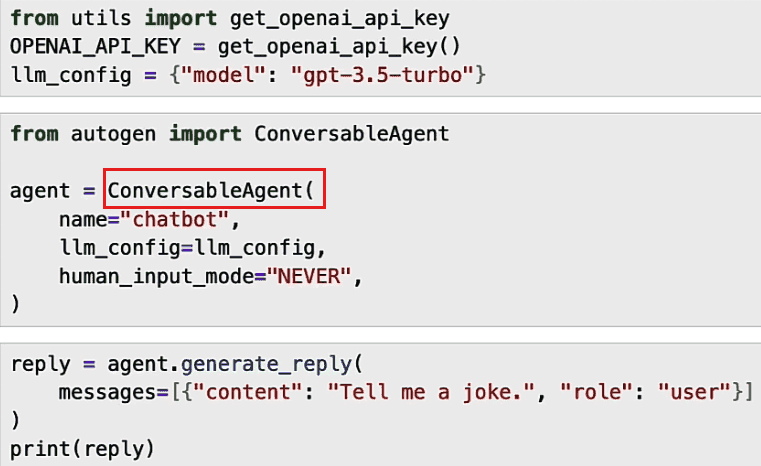 from utils import get_openai_api_key
OPENAI_API_KEY = get_openai_api_key()
llm_config = {"model": "gpt-3.5-turbo"}
from autogen import ConversableAgent
agent = ConversableAgent(
    name="chatbot",
    llm_config=llm_config,
    human_input_mode="NEVER",
)
reply = agent.generate_reply(
    messages=[{"content": "Tell me a joke.", "role": "user"}]
)
print(reply)